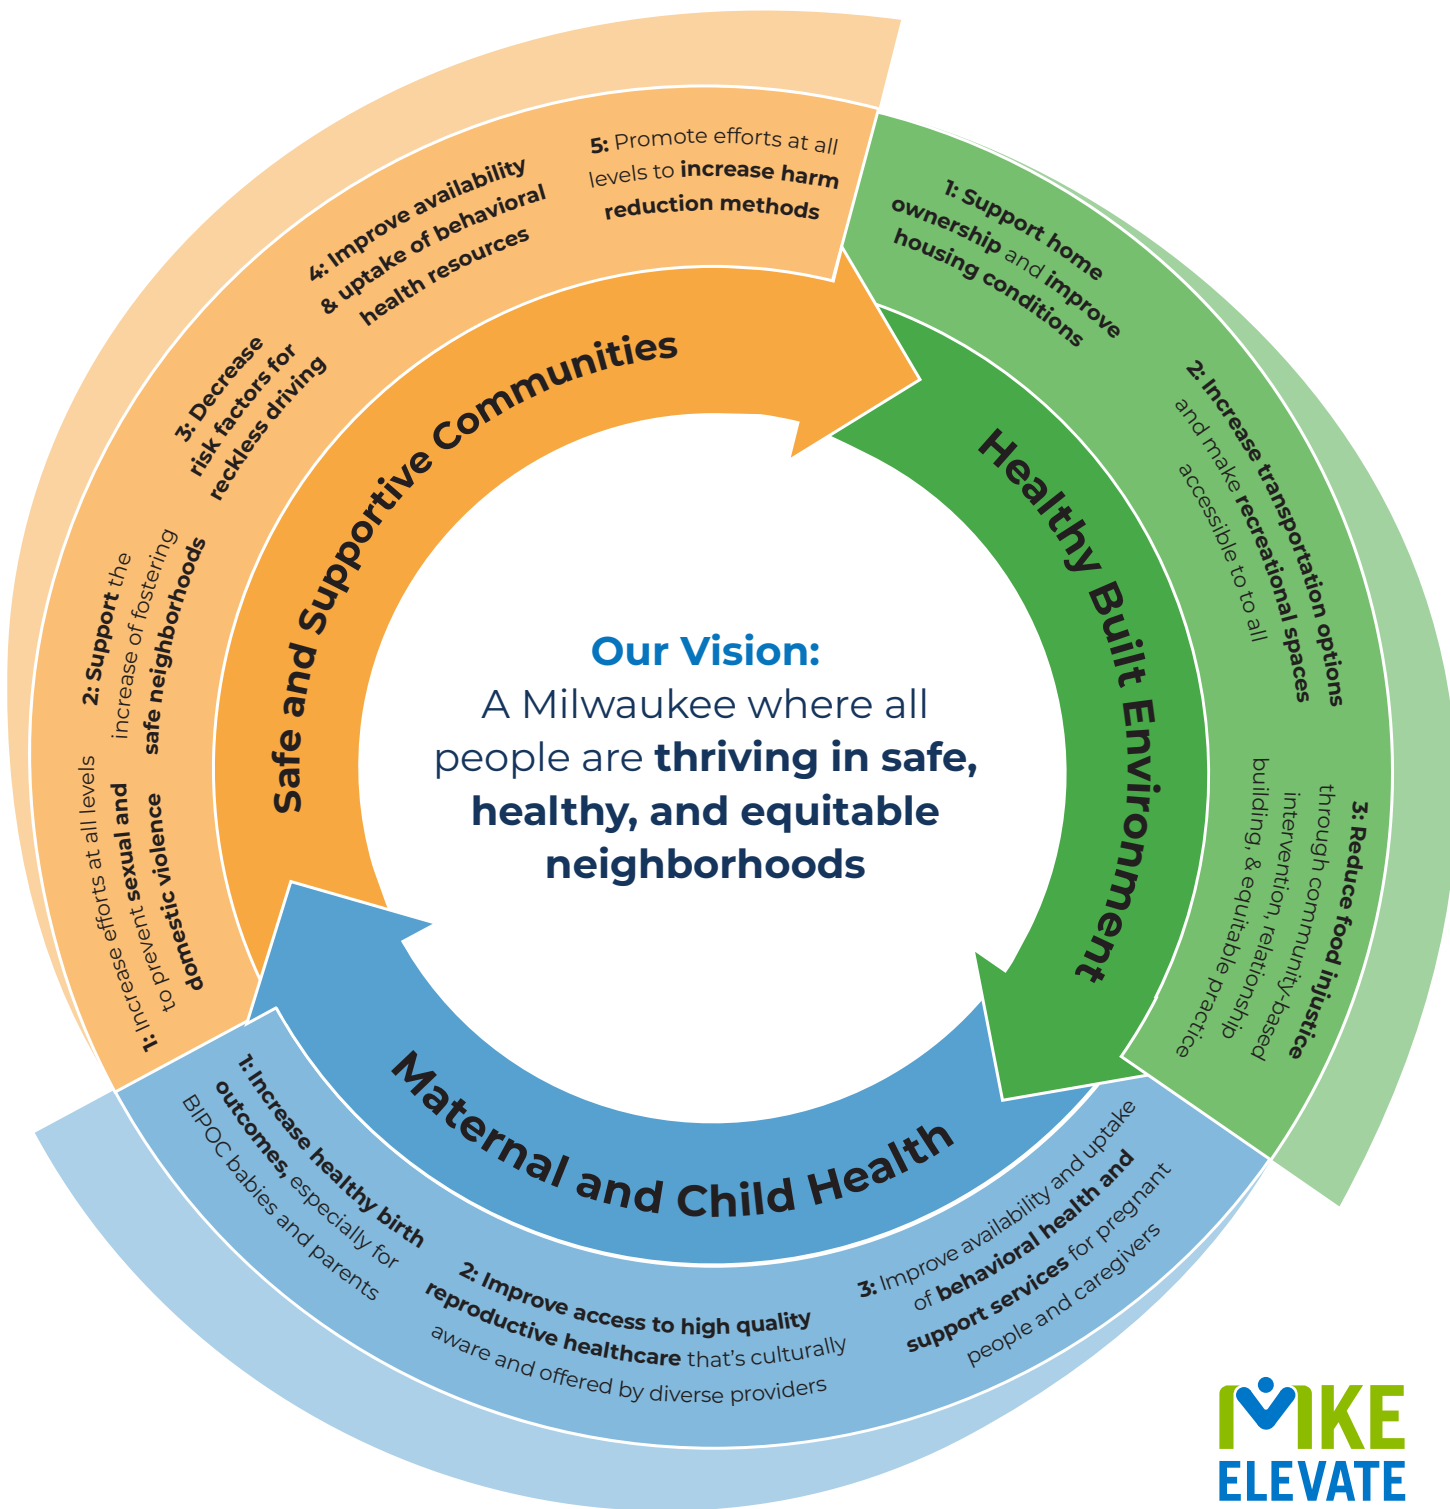 Our Vision:
A Milwaukee where all
people are thriving in safe,
healthy, and equitable
neighborhoods
Safe and Supportive Communities
1: Increase efforts at all levels
to prevent sexual and
domestic violence
2: Support the
increase of fostering
safe neighborhoods
3: Decrease
risk factors for
reckless driving
4: Improve availability
& uptake of behavioral
health resources
5: Promote efforts at all
levels to increase harm
reduction methods
Healthy Built Environment
1: Support home
ownership and improve
housing conditions
2: Increase transportation options
and make recreational spaces
accessible to to all
3: Reduce food injustice
through community-based
intervention, relationship
building, & equitable practice
Maternal and Child Health
1: Increase healthy birth
outcomes, especially for
BIPOC babies and parents
2: Improve access to high quality
reproductive healthcare that's culturally
aware and offered by diverse providers
3: Improve availability and uptake
of behavioral health and
support services for pregnant
people and caregivers
MKE
ELEVATE